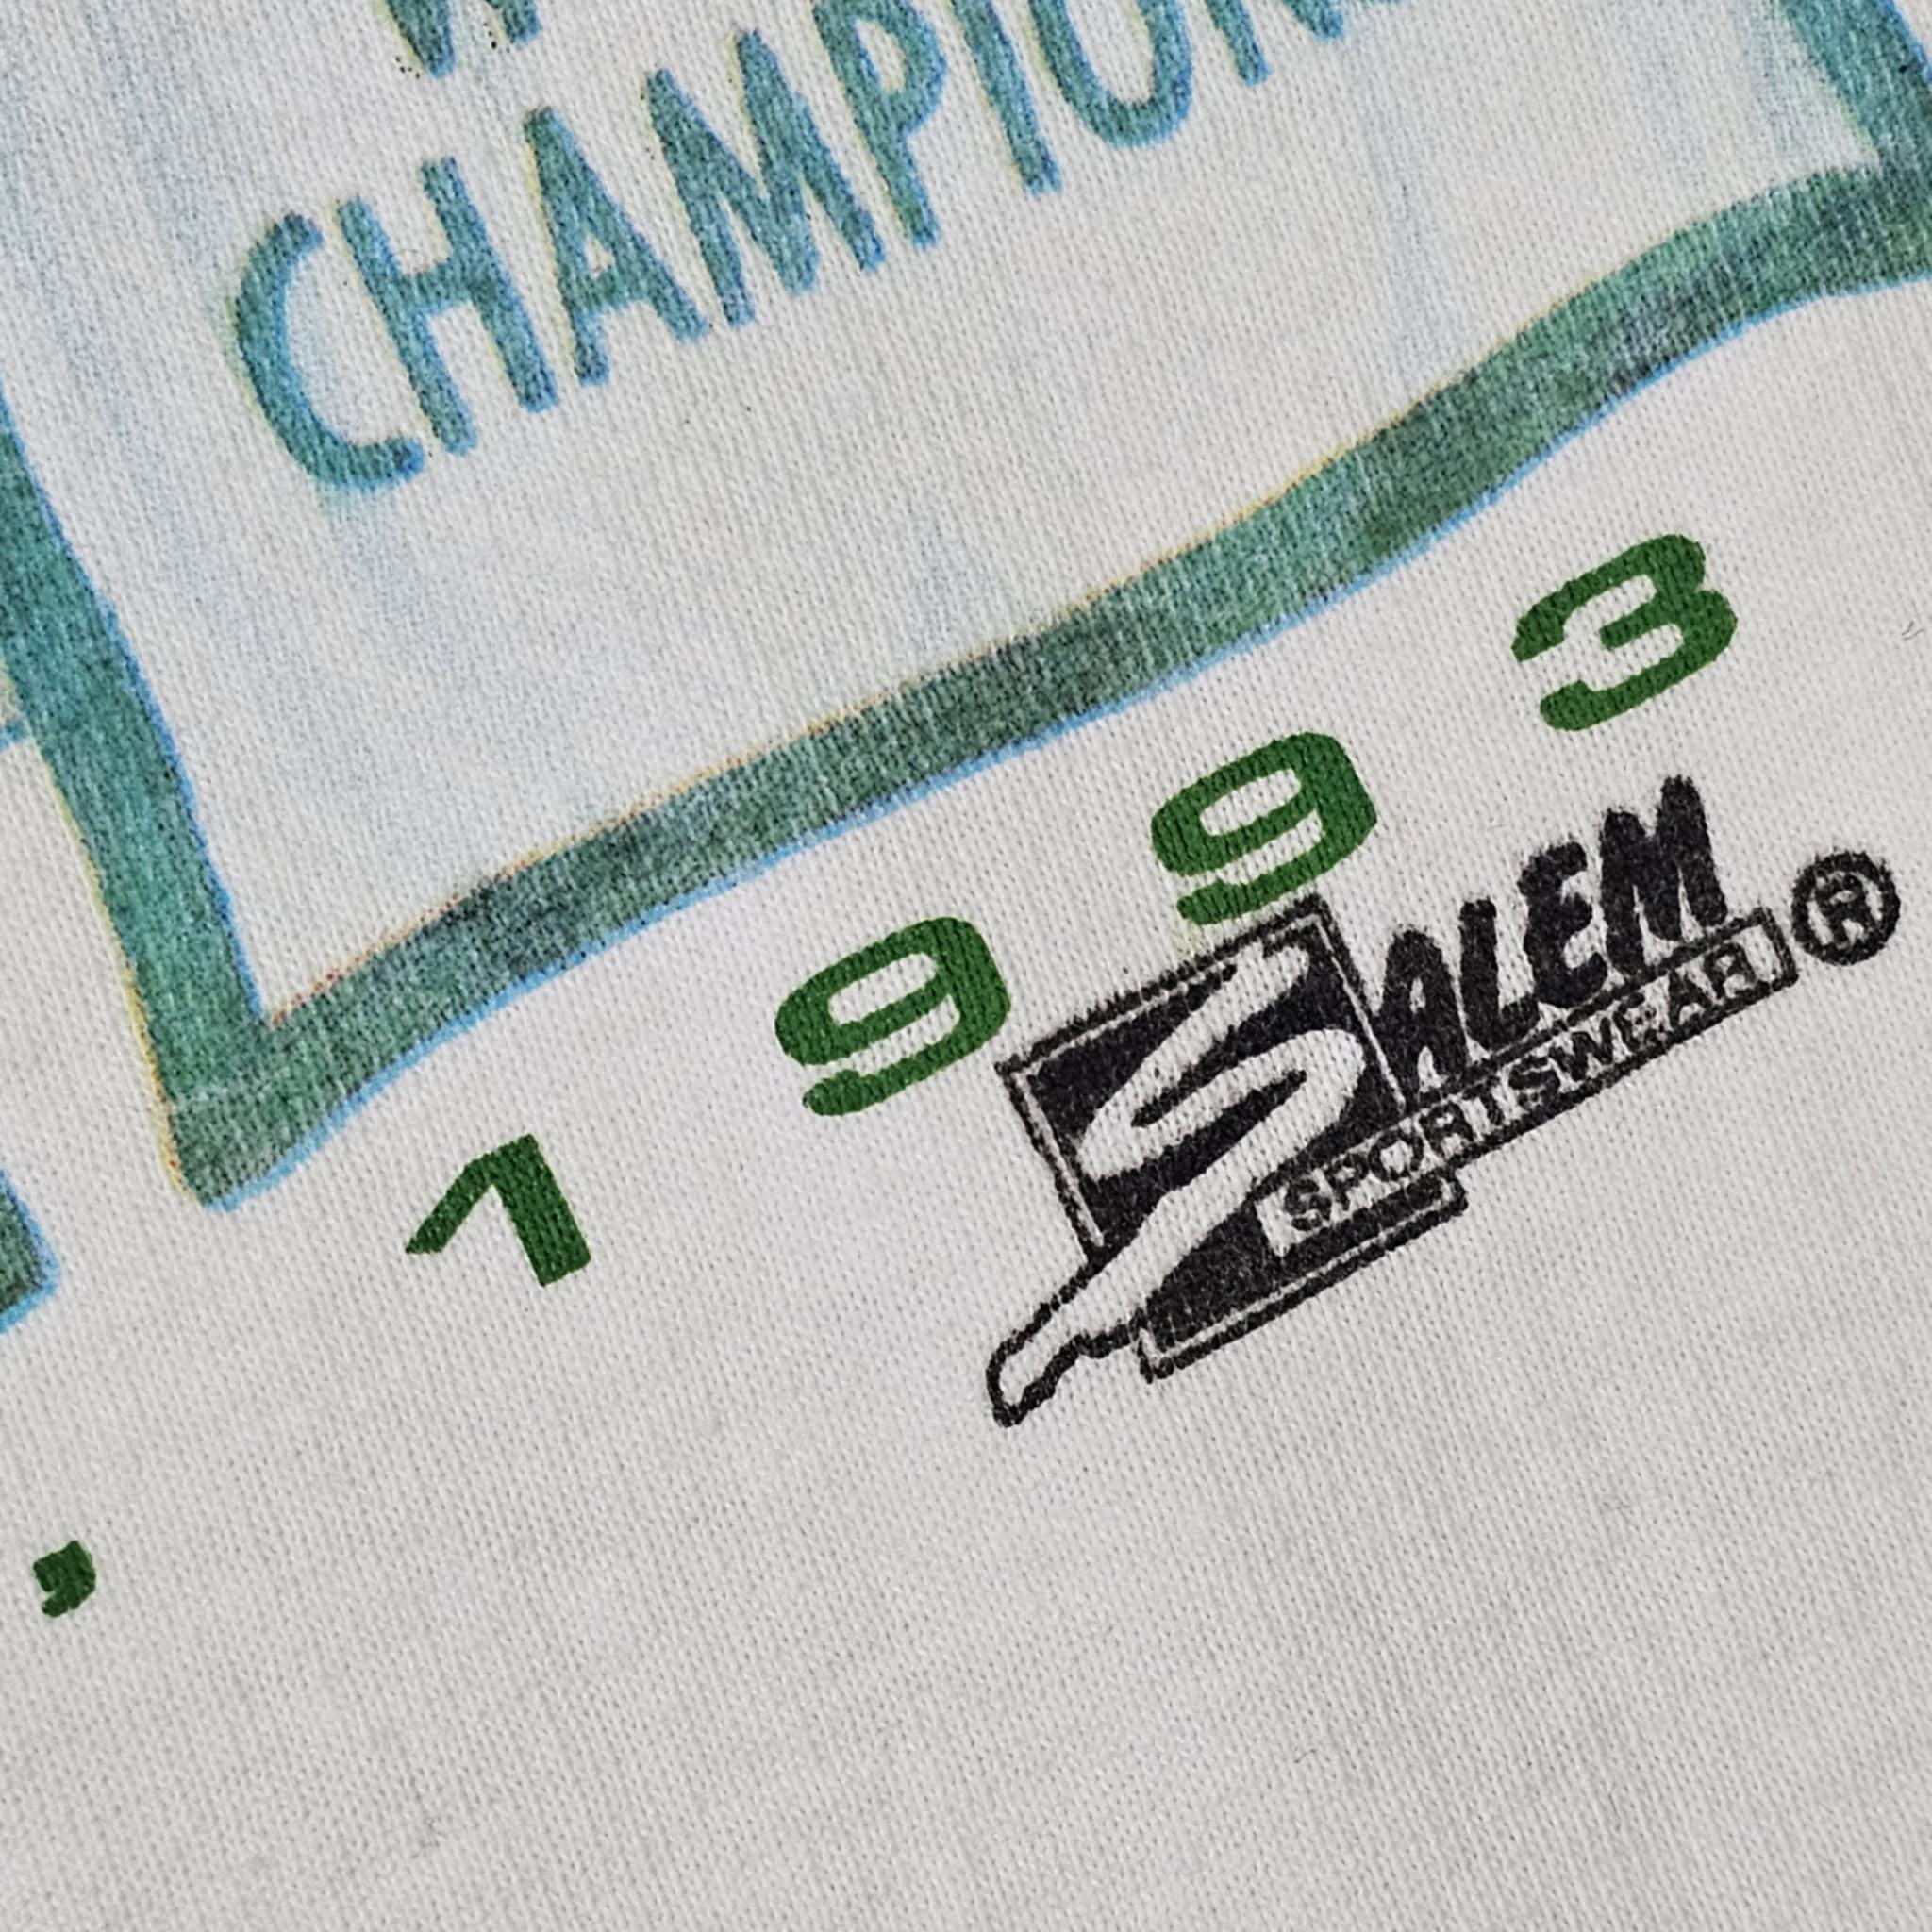 CHAMPION
, 1993
SALEM ®
SPORTSWEAR